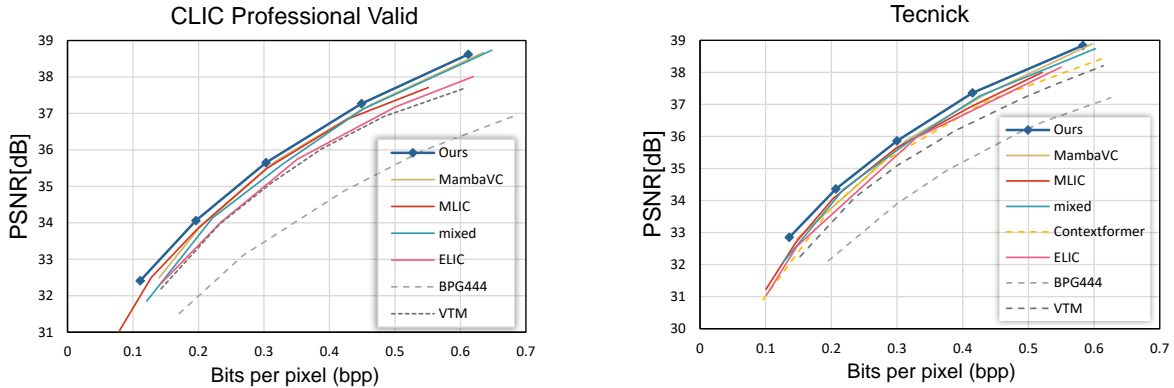 CLIC Professional Valid
39
38
37
36
35
34
33
32
31
PSNR[dB]
0
0.1
0.2
0.3
0.4
0.5
0.6
0.7
Bits per pixel (bpp)
Ours
MambaVC
MLIC
mixed
ELIC
BPG444
VTM
Tecnick
39
38
37
36
35
34
33
32
31
30
PSNR[dB]
0
0.1
0.2
0.3
0.4
0.5
0.6
0.7
Bits per pixel (bpp)
Ours
MambaVC
MLIC
mixed
Contextformer
ELIC
BPG444
VTM